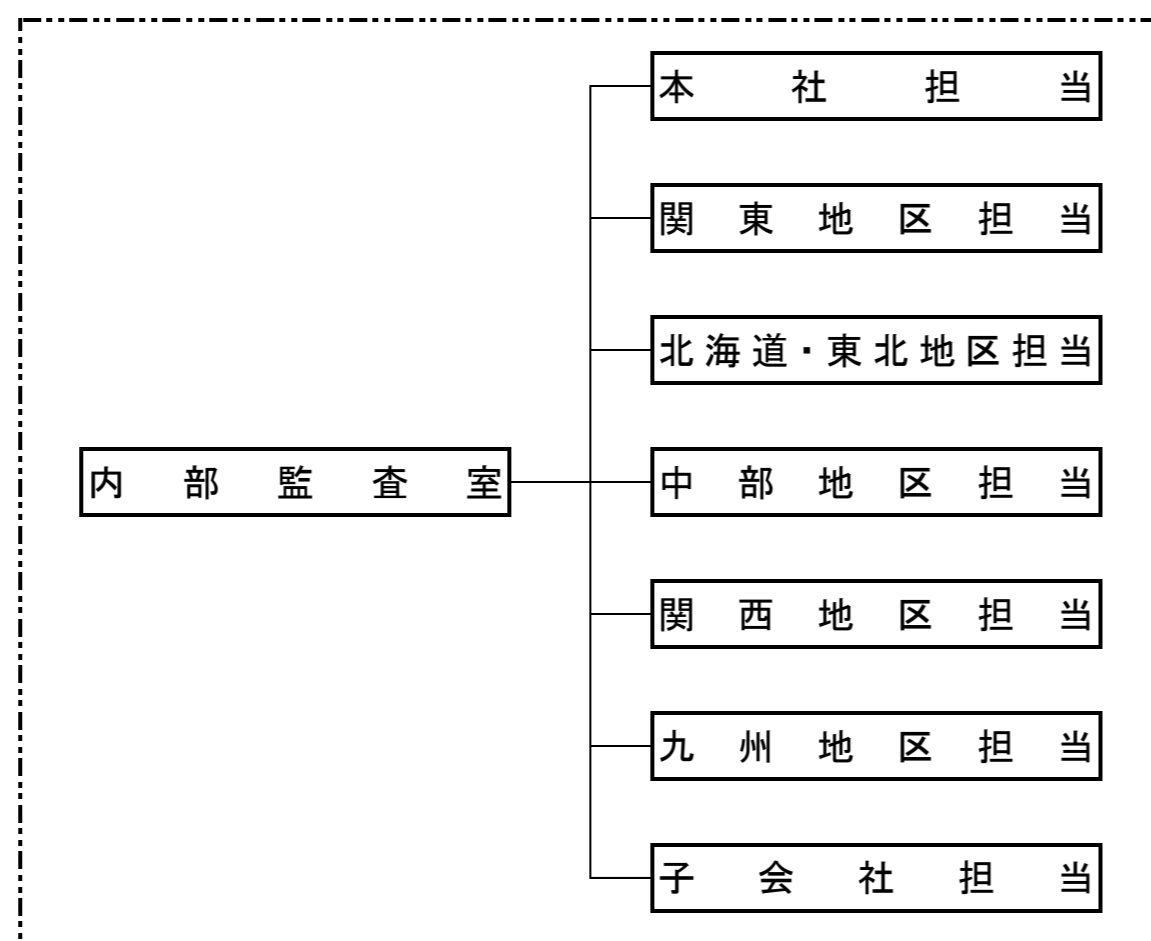 本社担当
関東地区担当
北海道・東北地区担当
内部監査室
中部地区担当
関西地区担当
九州地区担当
子会社担当